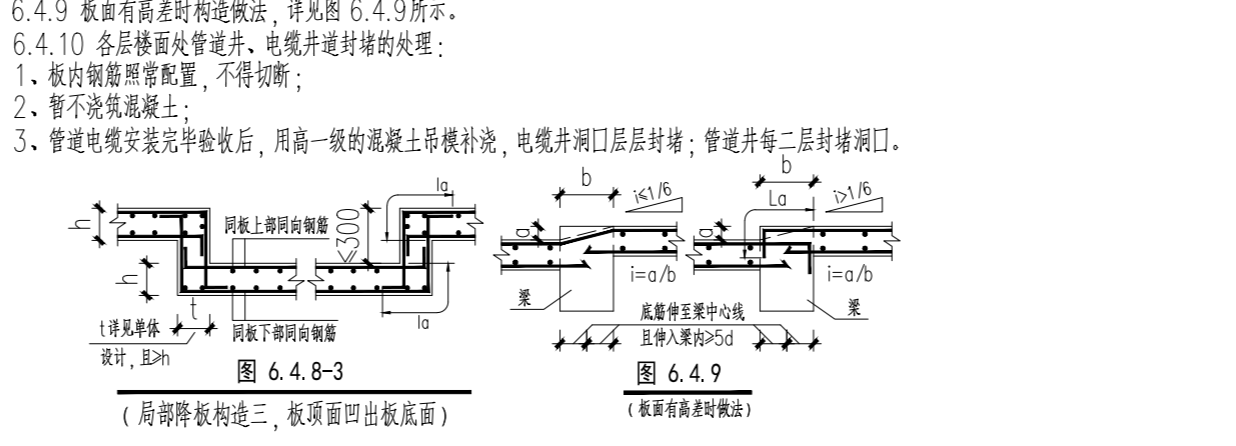 6.4.9 板面有高差时构造做法, 详见图 6.4.9所示。
6.4.10 各层楼面处管道井、电缆井道封堵的处理:
1、板内钢筋照常配置, 不得切断;
2、暂不浇筑混凝土;
3、管道电缆安装完毕验收后, 用高一级的混凝土吊模补浇, 电缆井洞口层层封堵; 管道井每二层封堵洞口。
h
h
t
t详见单体
设计, 且≥h
同板上部同向钢筋
≤300
la
la
同板下部同向钢筋
图 6.4.8-3
(局部降板构造三, 板顶面凹出板底面)
b
i≤1/6
a
i=a/b
梁
b
i>1/6
La
a
i=a/b
梁
底筋伸至梁中心线
且伸入梁内≥5d
图 6.4.9
(板面有高差时做法)